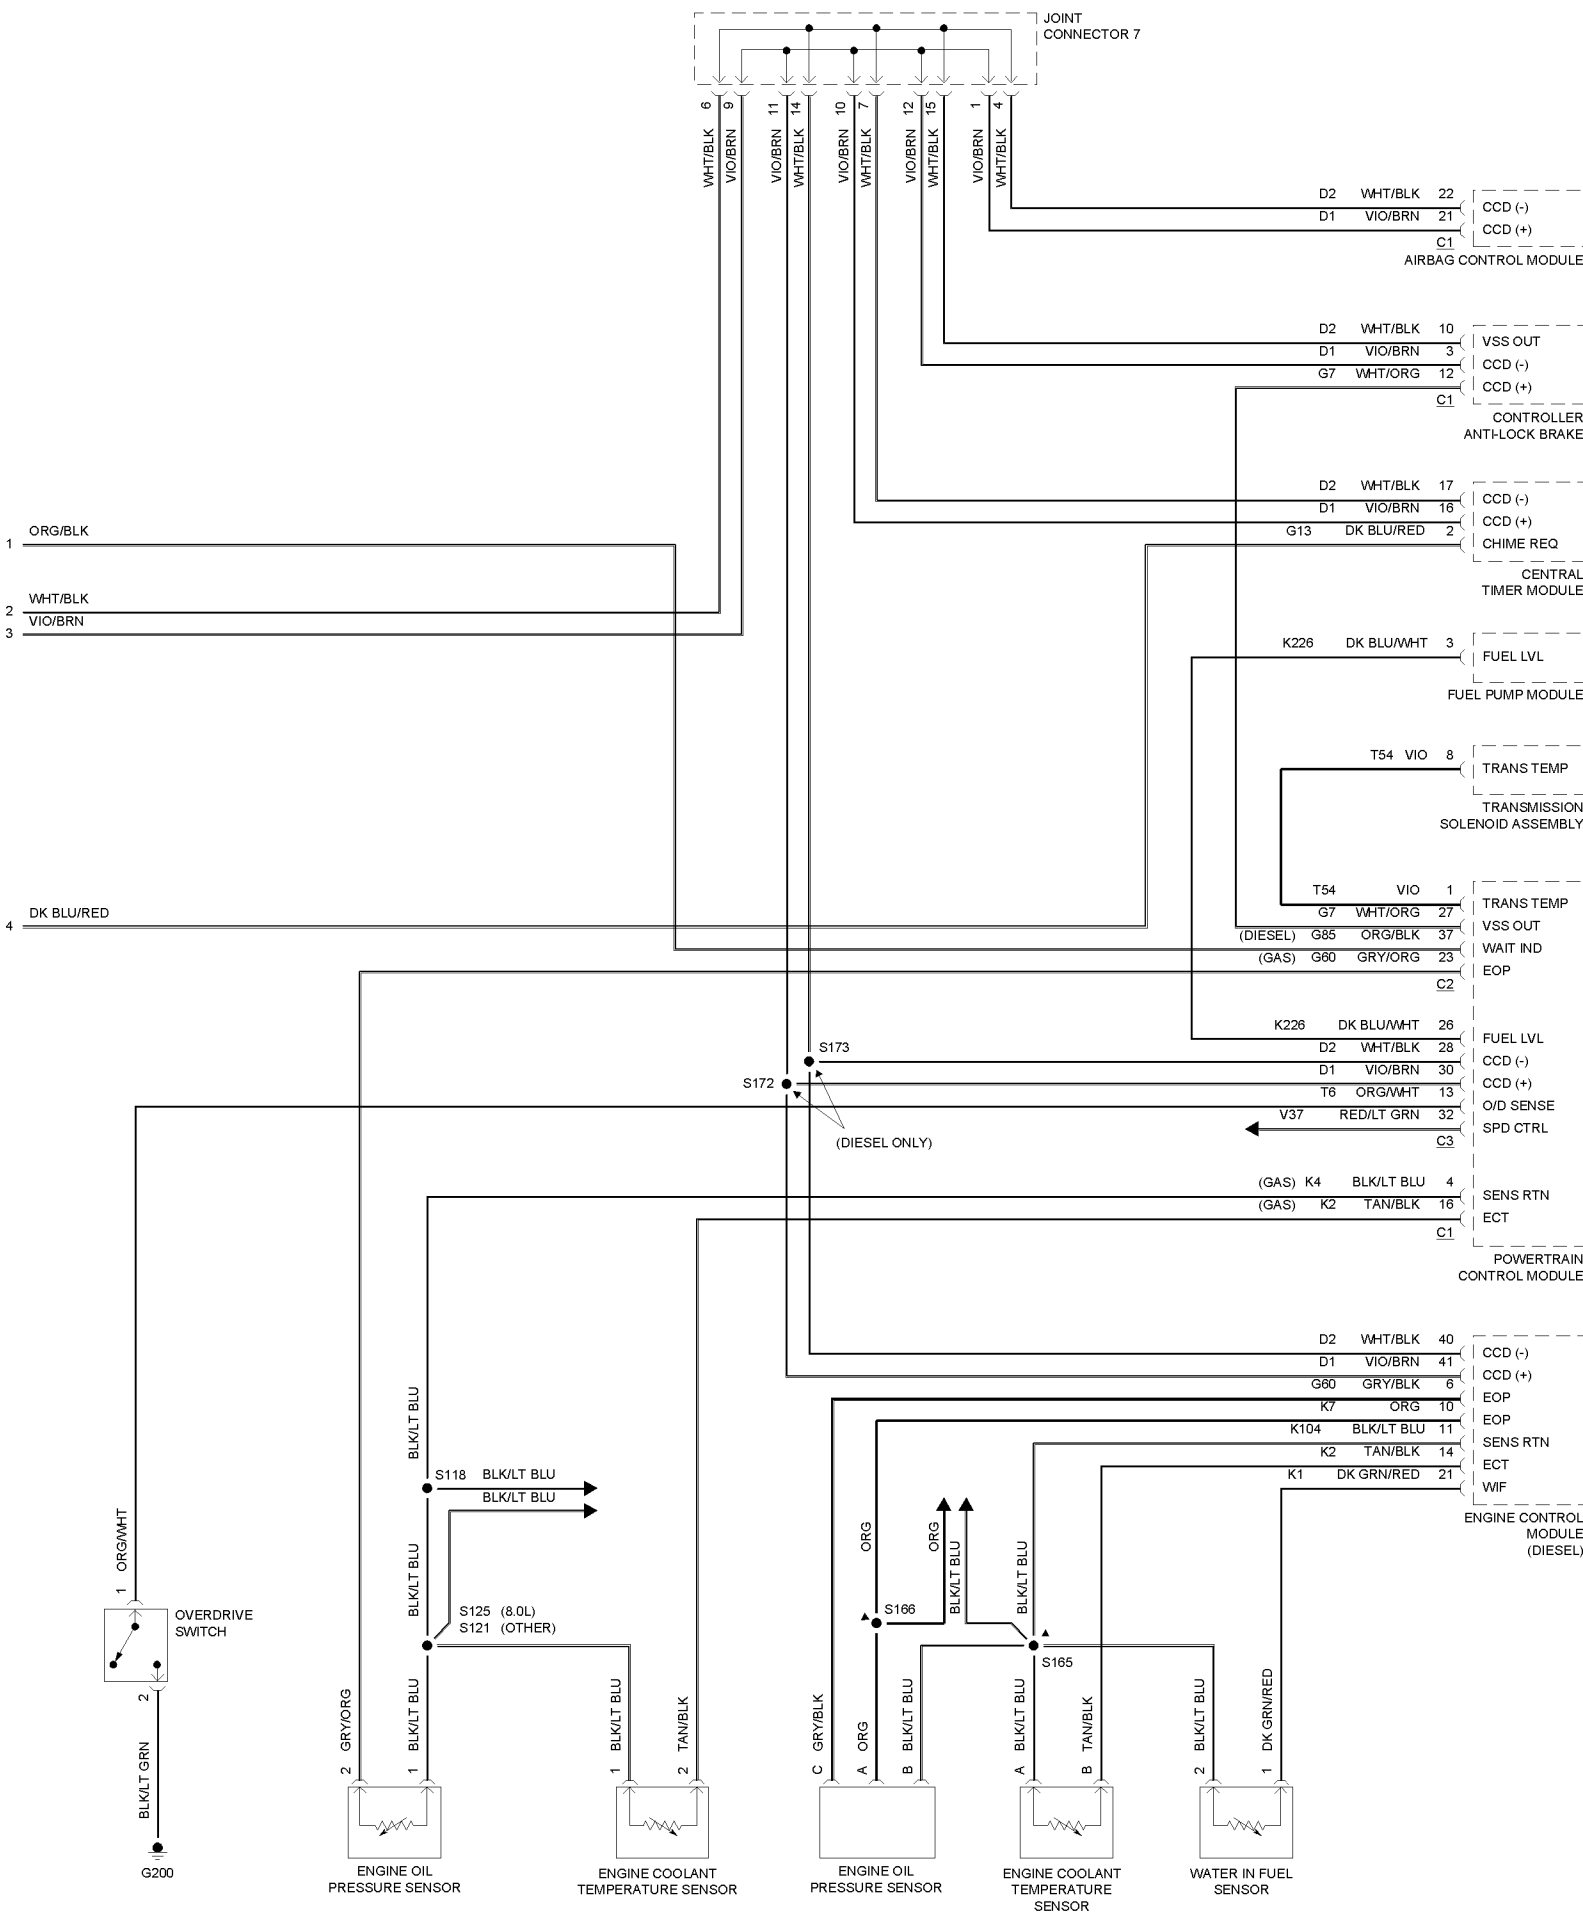 JOINT
CONNECTOR 7
6
9
11
14
10
7
12
15
1
4
WHT/BLK
VIO/BRN
VIO/BRN
WHT/BLK
VIO/BRN
WHT/BLK
VIO/BRN
WHT/BLK
VIO/BRN
WHT/BLK
D2 WHT/BLK 22
CCD (-)
D1 VIO/BRN 21
CCD (+)
C1
AIRBAG CONTROL MODULE
D2 WHT/BLK 10
VSS OUT
D1 VIO/BRN 3
CCD (-)
G7 WHT/ORG 12
CCD (+)
C1
CONTROLLER
ANTI-LOCK BRAKE
D2 WHT/BLK 17
CCD (-)
D1 VIO/BRN 16
CCD (+)
G13 DK BLU/RED 2
CHIME REQ
CENTRAL
TIMER MODULE
1 ORG/BLK
2 WHT/BLK
3 VIO/BRN
K226 DK BLU/WHT 3
FUEL LVL
FUEL PUMP MODULE
T54 VIO 8
TRANS TEMP
TRANSMISSION
SOLENOID ASSEMBLY
4 DK BLU/RED
T54 VIO 1
TRANS TEMP
G7 WHT/ORG 27
VSS OUT
(DIESEL) G85 ORG/BLK 37
WAIT IND
(GAS) G60 GRY/ORG 23
EOP
C2
K226 DK BLU/WHT 26
FUEL LVL
D2 WHT/BLK 28
CCD (-)
D1 VIO/BRN 30
CCD (+)
T6 ORG/WHT 13
O/D SENSE
V37 RED/LT GRN 32
SPD CTRL
C3
S173
S172
(DIESEL ONLY)
(GAS) K4 BLK/LT BLU 4
SENS RTN
(GAS) K2 TAN/BLK 16
ECT
C1
POWERTRAIN
CONTROL MODULE
D2 WHT/BLK 40
CCD (-)
D1 VIO/BRN 41
CCD (+)
G60 GRY/BLK 6
EOP
K7 ORG 10
EOP
K104 BLK/LT BLU 11
SENS RTN
K2 TAN/BLK 14
ECT
K1 DK GRN/RED 21
WIF
ENGINE CONTROL
MODULE
(DIESEL)
BLK/LT BLU
S118 BLK/LT BLU
BLK/LT BLU
BLK/LT BLU
S125 (8.0L)
S121 (OTHER)
ORG
ORG
BLK/LT BLU
BLK/LT BLU
S166
S165
1 ORG/WHT
OVERDRIVE
SWITCH
2
BLK/LT GRN
G200
2 GRY/ORG
1 BLK/LT BLU
ENGINE OIL
PRESSURE SENSOR
1 BLK/LT BLU
2 TAN/BLK
ENGINE COOLANT
TEMPERATURE SENSOR
C GRY/BLK
A ORG
B BLK/LT BLU
ENGINE OIL
PRESSURE SENSOR
A BLK/LT BLU
B TAN/BLK
ENGINE COOLANT
TEMPERATURE
SENSOR
2 BLK/LT BLU
1 DK GRN/RED
WATER IN FUEL
SENSOR